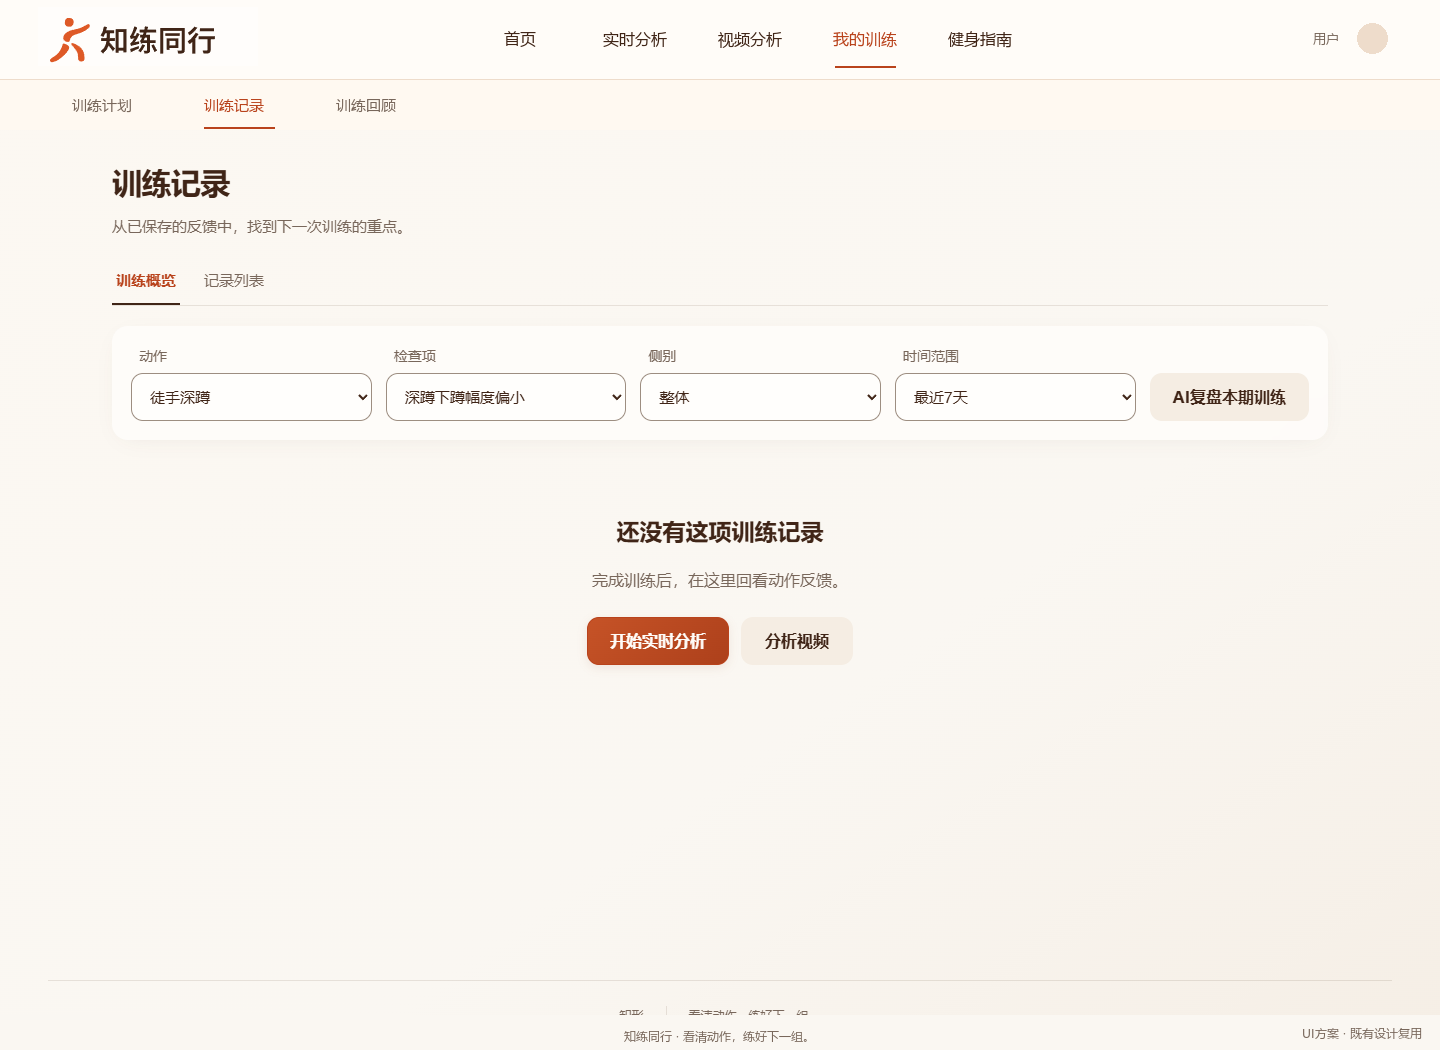 知练同行
首页 实时分析 视频分析 我的训练 健身指南
用户
训练计划 训练记录 训练回顾
训练记录
从已保存的反馈中，找到下一次训练的重点。
训练概览 记录列表
动作 检查项 侧别 时间范围
徒手深蹲 深蹲下蹲幅度偏小 整体 最近7天 AI复盘本期训练
还没有这项训练记录
完成训练后，在这里回看动作反馈。
开始实时分析 分析视频
知练同行 · 看清动作，练好下一组。
UI方案 · 既有设计复用